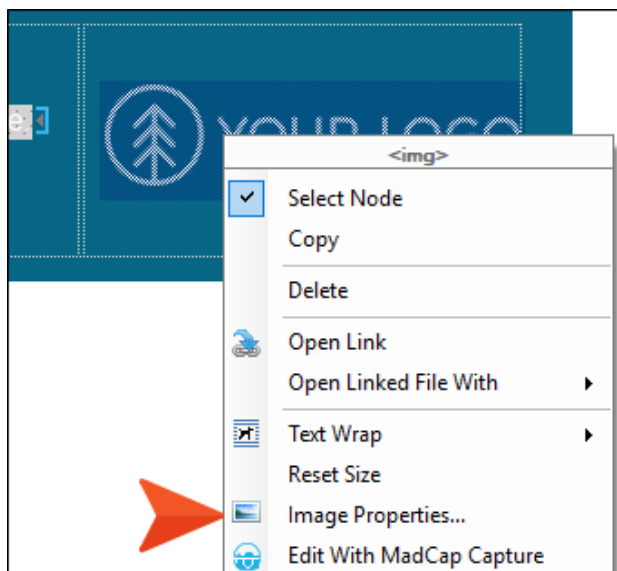 e
YOUR LOGO
<img>
Select Node
Copy
Delete
Open Link
Open Linked File With
Text Wrap
Reset Size
Image Properties...
Edit With MadCap Capture